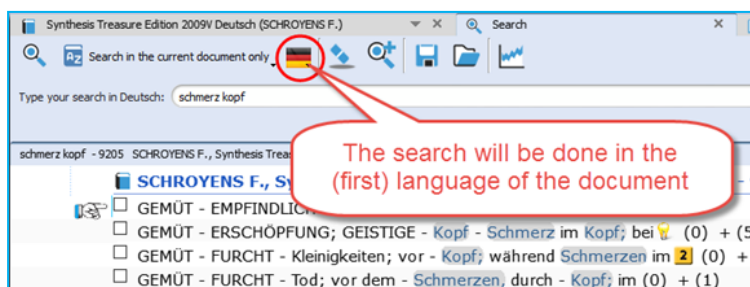 Synthesis Treasure Edition 2009V Deutsch (SCHROYENS F.)
Search
Search in the current document only
Type your search in Deutsch: schmerz kopf
The search will be done in the
(first) language of the document
schmerz kopf - 9205 SCHROYENS F., Synthesis
SCHROYENS F.,
GEMÜT -
GEMÜT - ERSCHÖPFUNG; GEISTIGE - Kopf - Schmerz im Kopf; bei (0) + (5
GEMÜT - FURCHT - Kleinigkeiten; vor - Kopf; während Schmerzen im 2 (0) +
GEMÜT - FURCHT - Tod; vor dem - Schmerzen, durch - Kopf; im (0) + (1)